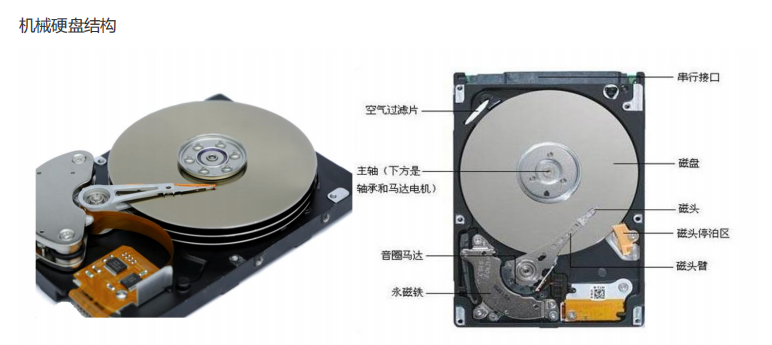 机械硬盘结构
串行接口
空气过滤片
磁盘
主轴（下方是
轴承和马达电机）
磁头
磁头停泊区
音圈马达
磁头臂
永磁铁